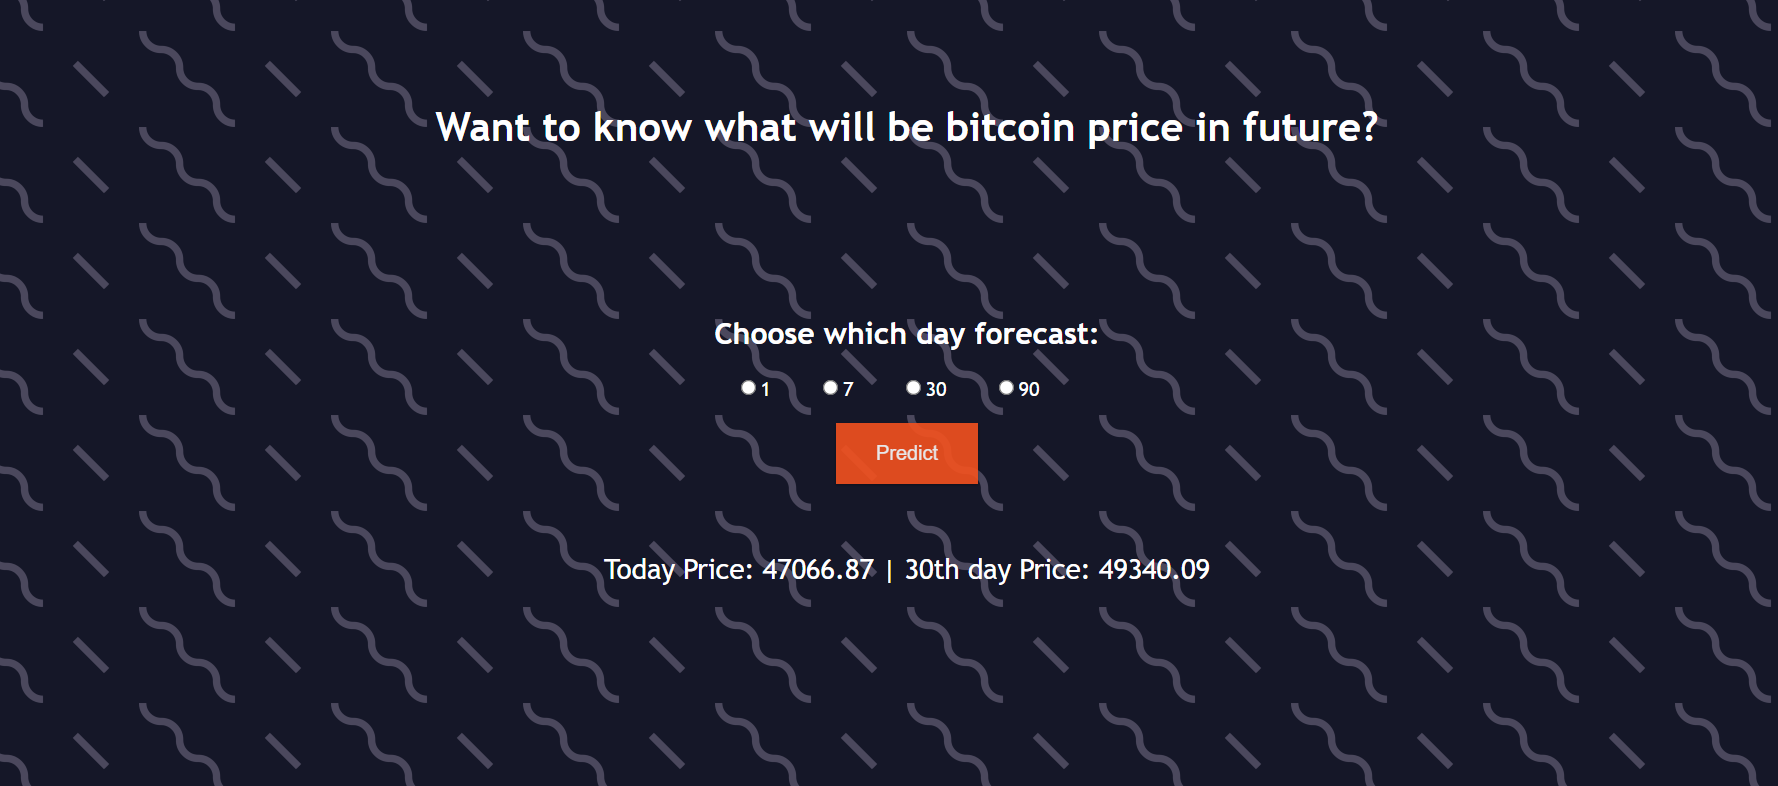 Want to know what will be bitcoin price in future?
Choose which day forecast:
1 7 30 90
Predict
Today Price: 47066.87 | 30th day Price: 49340.09